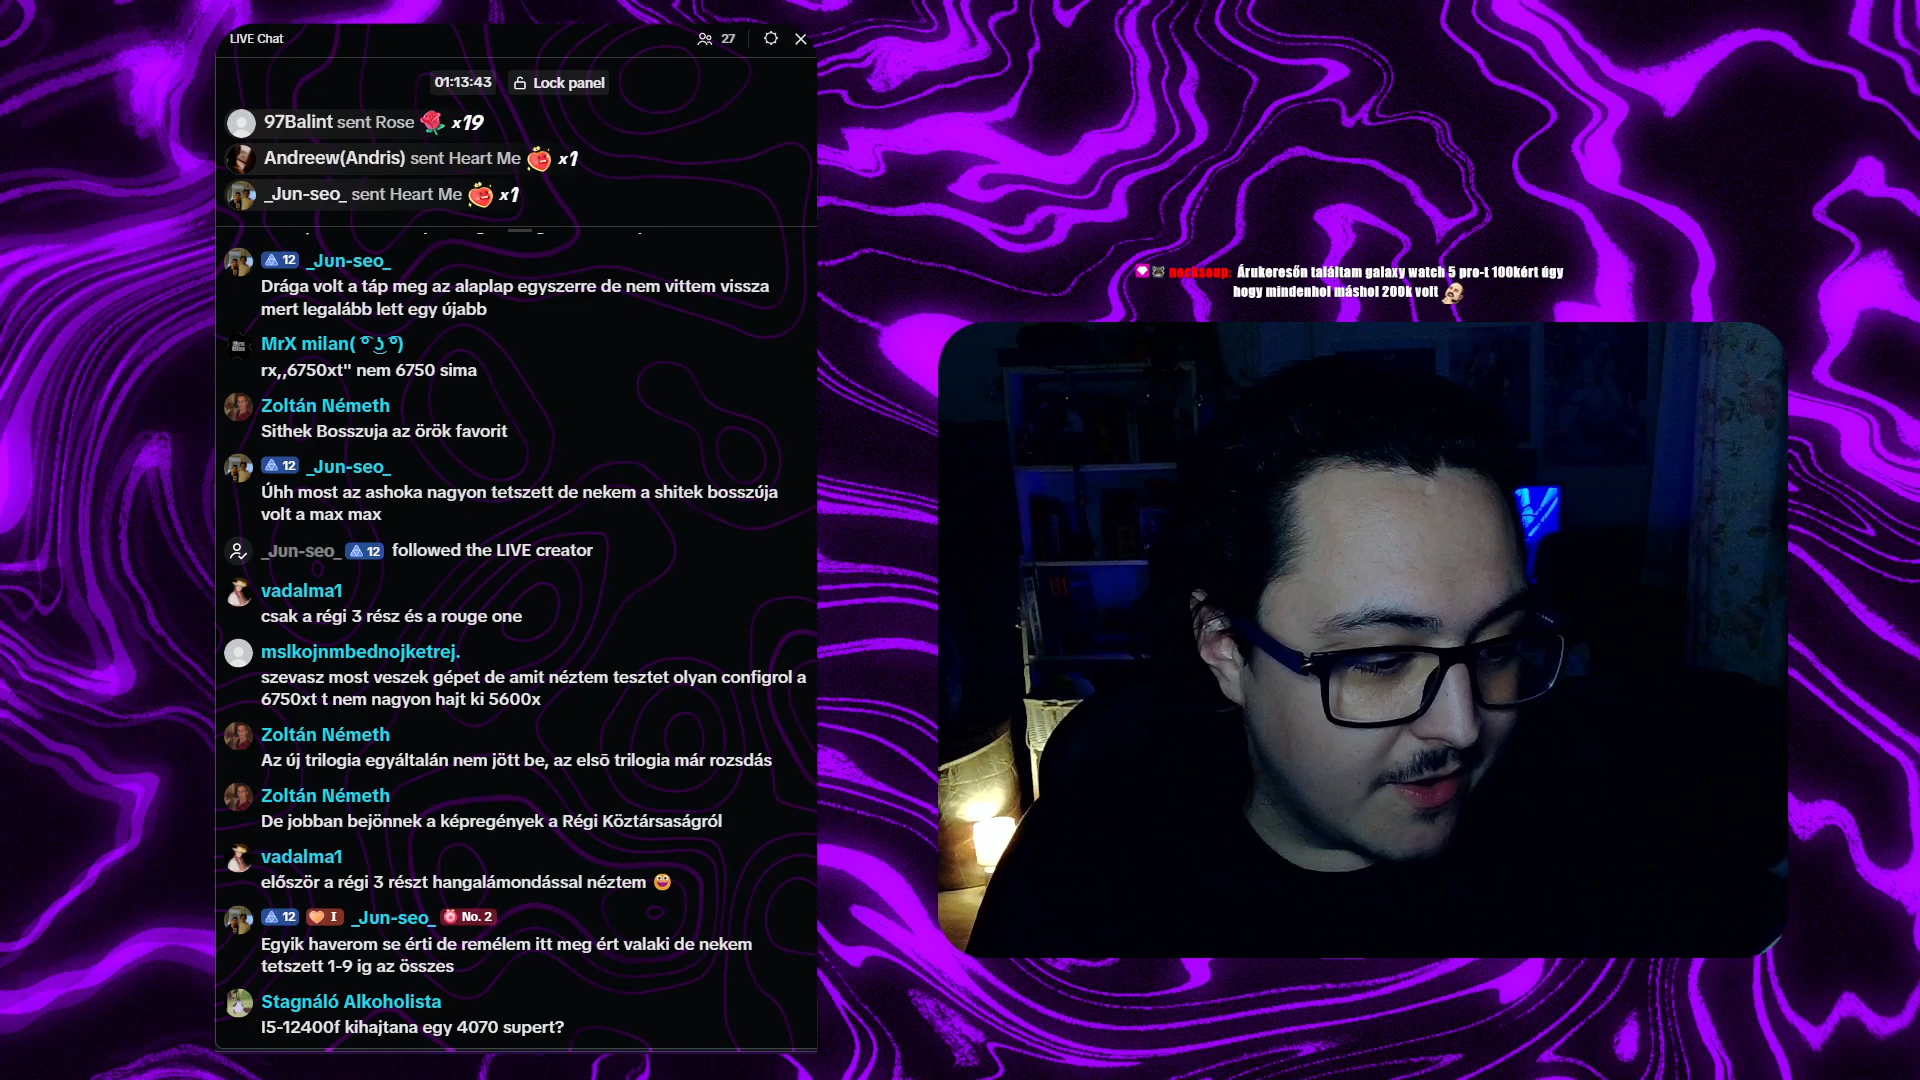 LIVE Chat
27
01:13:43 Lock panel
97Balint sent Rose x19
Andreew(Andris) sent Heart Me x1
_Jun-seo_ sent Heart Me x1
12 _Jun-seo_
Drága volt a táp meg az alaplap egyszerre de nem vittem vissza
mert legalább lett egy újabb
MrX milan( ͡° ͜ʖ ͡°)
rx,,6750xt" nem 6750 sima
Zoltán Németh
Sithek Bosszuja az örök favorit
12 _Jun-seo_
Úhh most az ashoka nagyon tetszett de nekem a shitek bosszúja
volt a max max
_Jun-seo_ 12 followed the LIVE creator
vadalma1
csak a régi 3 rész és a rouge one
mslkojnmbednojketrej.
szevasz most veszek gépet de amit néztem tesztet olyan configrol a
6750xt t nem nagyon hajt ki 5600x
Zoltán Németh
Az új trilogia egyáltalán nem jött be, az elsō trilogia már rozsdás
Zoltán Németh
De jobban bejönnek a képregények a Régi Köztársaságról
vadalma1
először a régi 3 részt hangalámondással néztem
12 I _Jun-seo_ No. 2
Egyik haverom se érti de remélem itt meg ért valaki de nekem
tetszett 1-9 ig az összes
Stagnáló Alkoholista
I5-12400f kihajtana egy 4070 supert?
necksoup: Árukeresőn találtam galaxy watch 5 pro-t 100kért úgy
hogy mindenhol máshol 200k volt